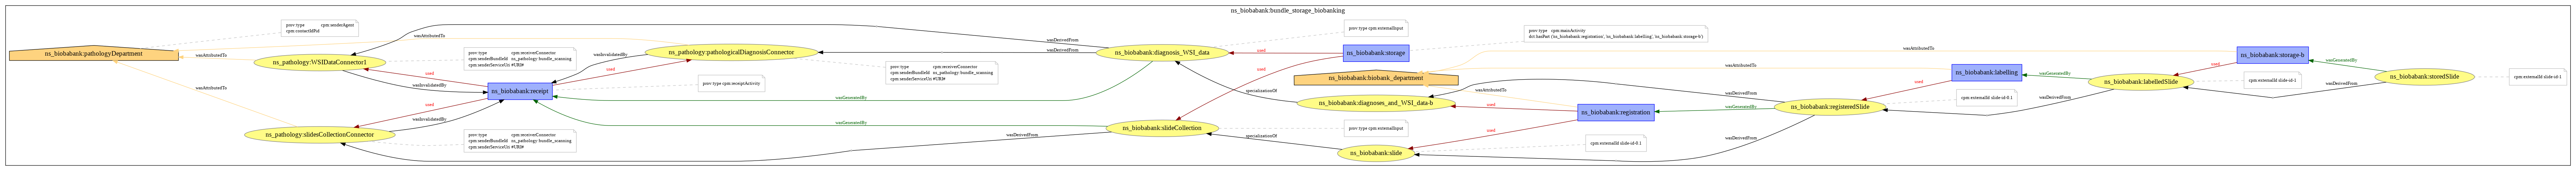 ns_biobabank:bundle_storage_biobanking
prov:type cpm:senderAgent
cpm:contactIdPid
ns_biobabank:pathologyDepartment
wasAttributedTo
wasAttributedTo
wasAttributedTo
ns_pathology:WSIDataConnector1
prov:type cpm:receiverConnector
cpm:senderBundleId ns_pathology:bundle_scanning
cpm:senderServiceUri #URI#
used
wasInvalidatedBy
ns_biobabank:receipt
wasInvalidatedBy
used
used
wasInvalidatedBy
ns_pathology:slidesCollectionConnector
prov:type cpm:receiverConnector
cpm:senderBundleId ns_pathology:bundle_scanning
cpm:senderServiceUri #URI#
ns_pathology:pathologicalDiagnosisConnector
prov:type cpm:receiptActivity
prov:type cpm:receiverConnector
cpm:senderBundleId ns_pathology:bundle_scanning
cpm:senderServiceUri #URI#
wasDerivedFrom
wasDerivedFrom
wasGeneratedBy
wasGeneratedBy
wasDerivedFrom
ns_biobabank:diagnosis_WSI_data
ns_biobabank:slideCollection
used
used
specializationOf
specializationOf
prov:type cpm:externalInput
ns_biobabank:storage
ns_biobabank:biobank_department
ns_biobabank:diagnoses_and_WSI_data-b
prov:type cpm:externalInput
ns_biobabank:slide
used
used
wasAttributedTo
prov:type cpm:mainActivity
dct:hasPart ('ns_biobabank:registration', 'ns_biobabank:labelling', 'ns_biobabank:storage-b')
ns_biobabank:registration
cpm:externalId slide-id-0.1
wasAttributedTo
wasAttributedTo
wasDerivedFrom
wasGeneratedBy
wasDerivedFrom
ns_biobabank:registeredSlide
used
ns_biobabank:labelling
cpm:externalId slide-id-0.1
wasGeneratedBy
wasDerivedFrom
ns_biobabank:labelledSlide
used
ns_biobabank:storage-b
cpm:externalId slide-id-1
wasGeneratedBy
wasDerivedFrom
ns_biobabank:storedSlide
cpm:externalId slide-id-1